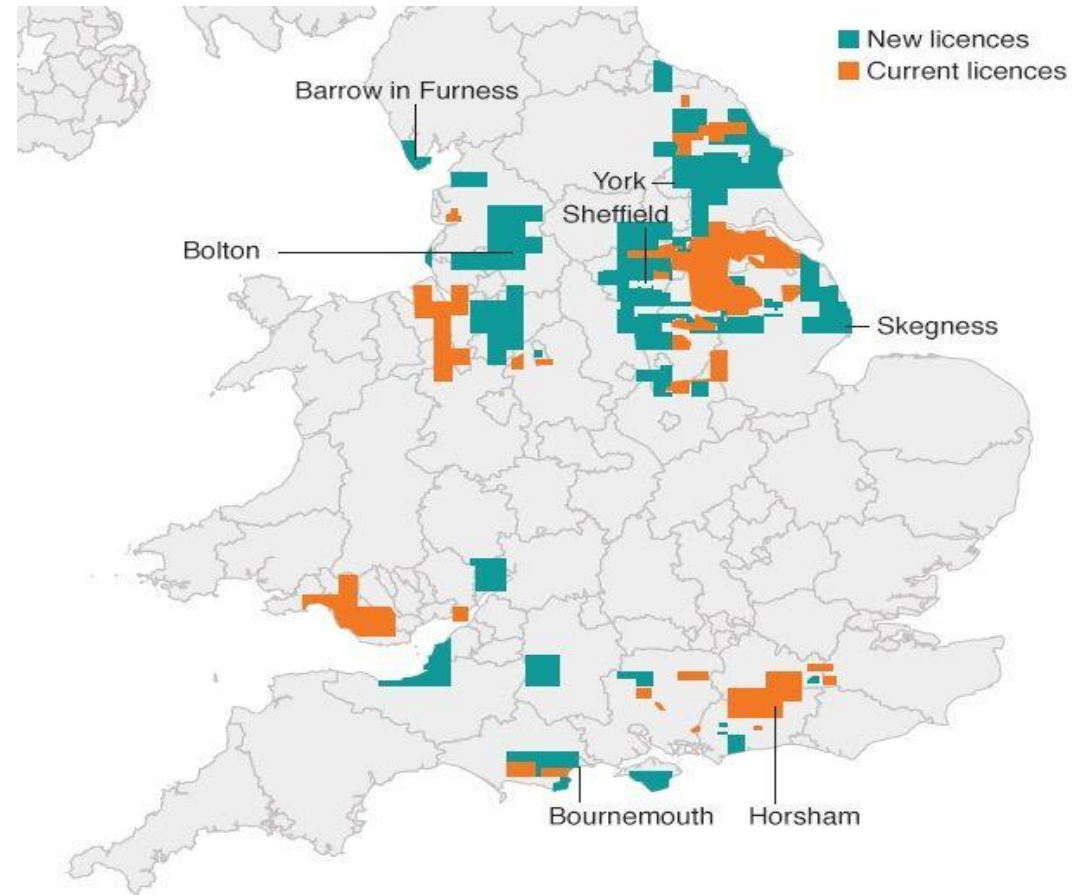 New licences
Current licences
Barrow in Furness
York
Sheffield
Bolton
Skegness
Bournemouth
Horsham